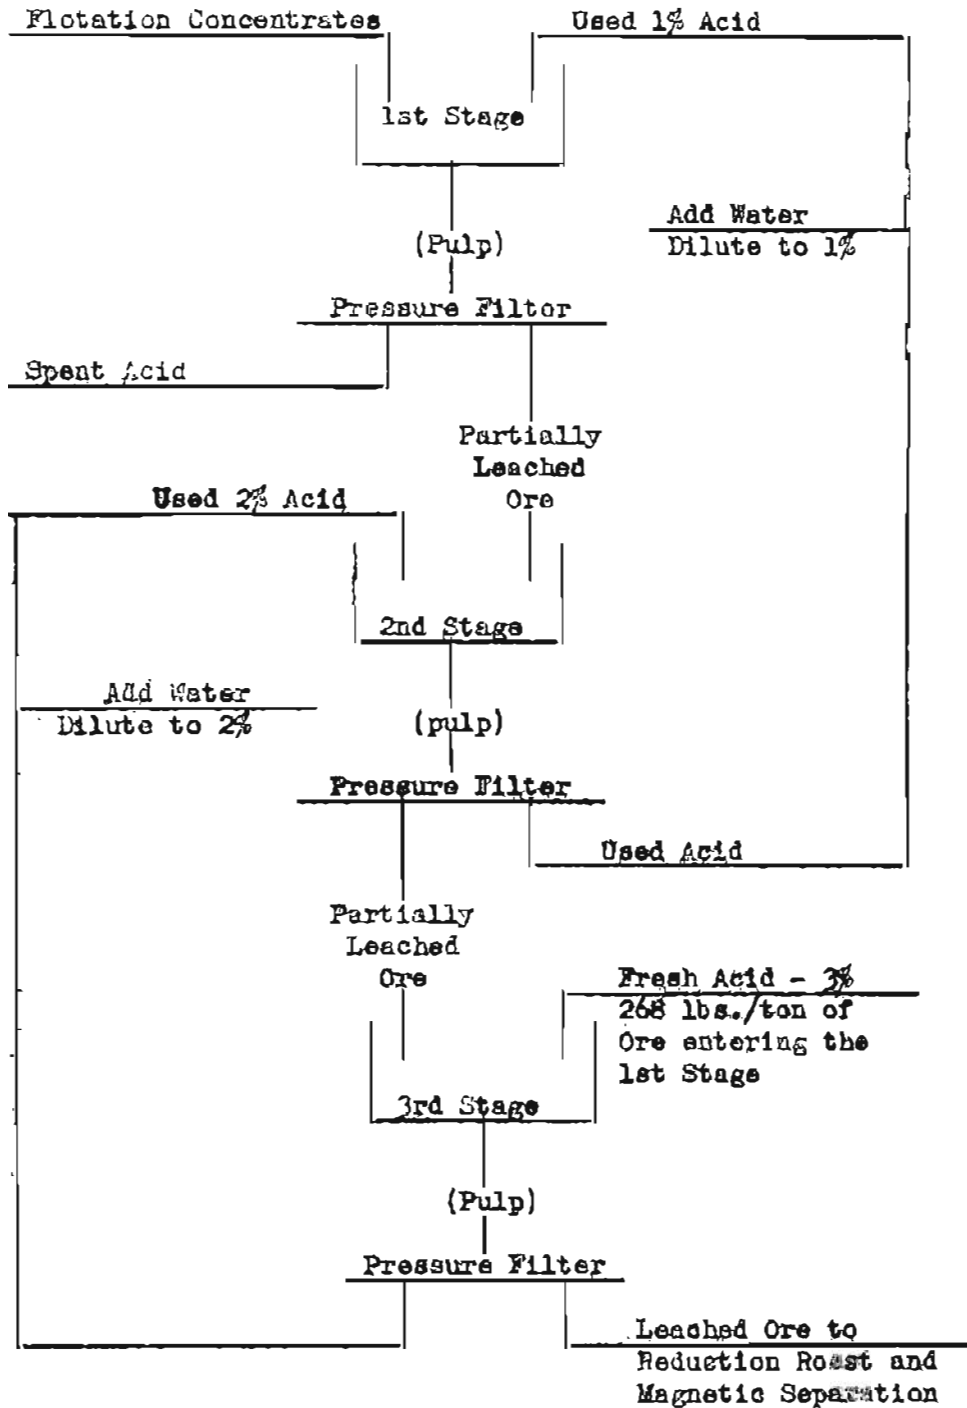 Flotation Concentrates
Used 1% Acid
1st Stage
Add Water
Dilute to 1%
(Pulp)
Pressure Filter
Spent Acid
Partially
Leached
Ore
Used 2% Acid
2nd Stage
Add Water
Dilute to 2%
(pulp)
Pressure Filter
Used Acid
Partially
Leached
Ore
Fresh Acid - 3%
268 lbs./ton of
Ore entering the
1st Stage
3rd Stage
(Pulp)
Pressure Filter
Leached Ore to
Reduction Roast and
Magnetic Separation